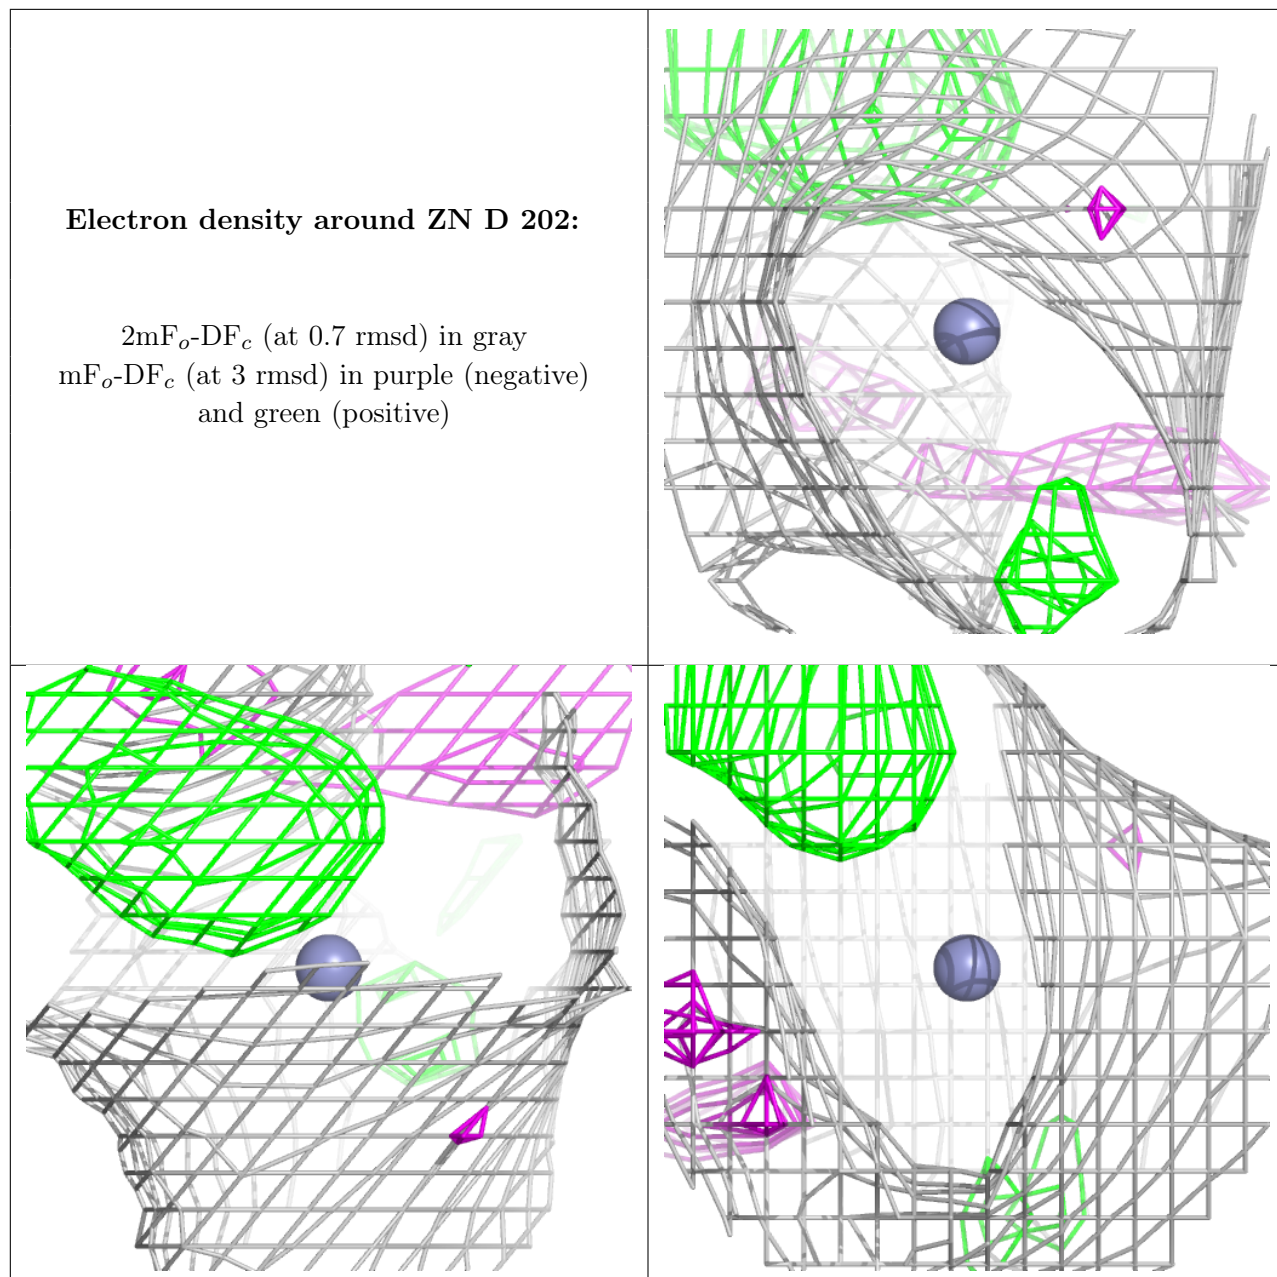 Electron density around ZN D 202:
2mFo-DFc (at 0.7 rmsd) in gray
mFo-DFc (at 3 rmsd) in purple (negative)
and green (positive)